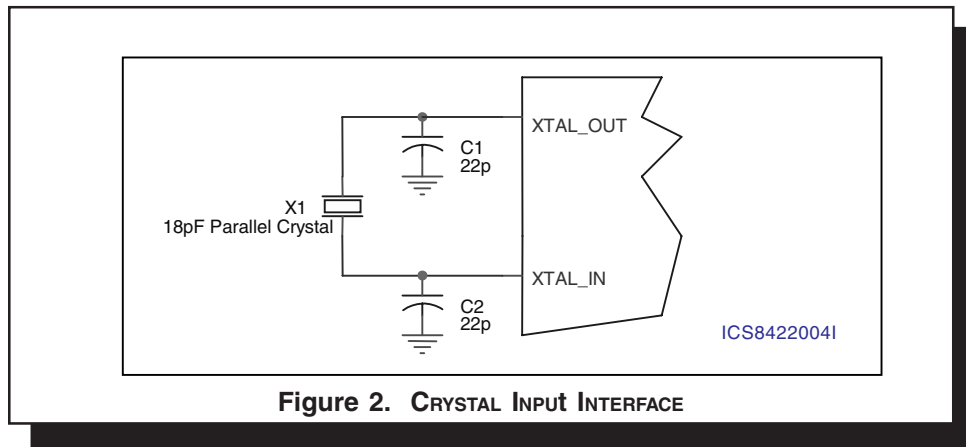 XTAL_OUT
C1
22p
X1
18pF Parallel Crystal
XTAL_IN
C2
22p
ICS8422004I
Figure 2. CRYSTAL INPUt INTERFACE